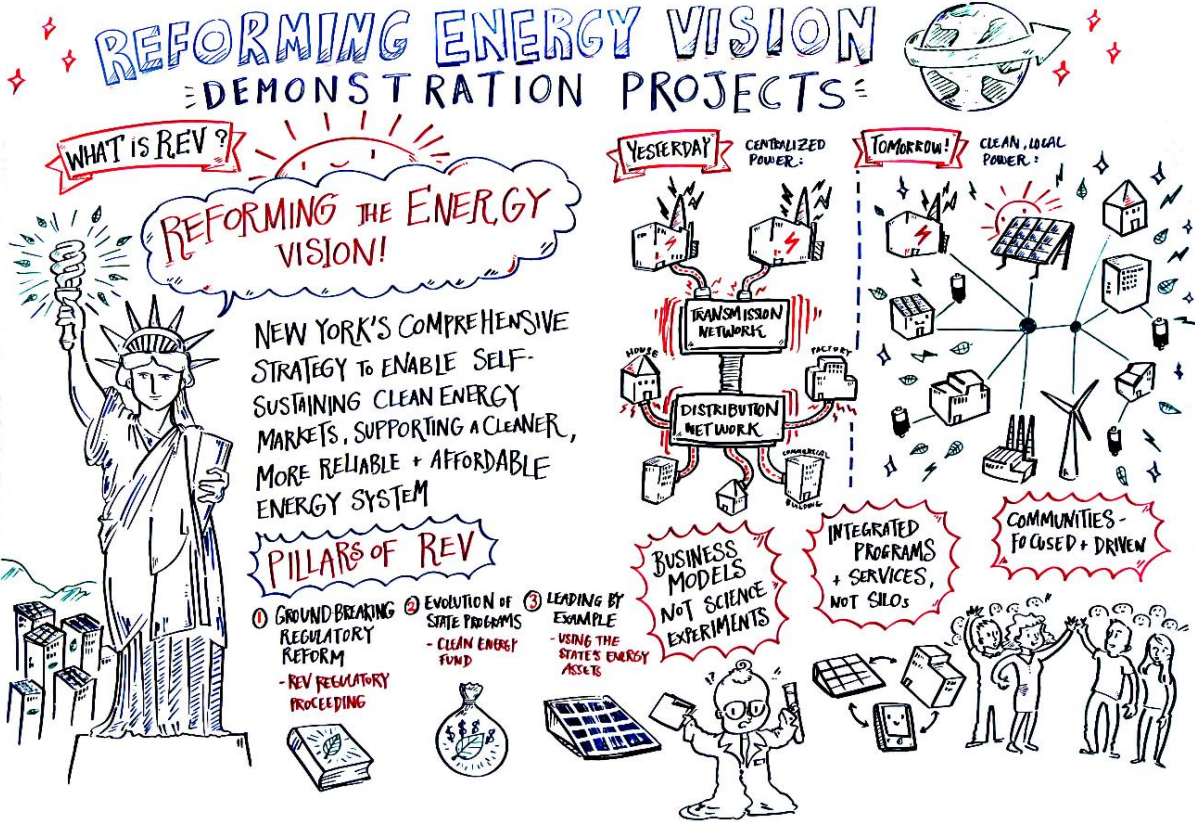 REFORMING ENERGY VISION
DEMONSTRATION PROJECTS
WHAT IS REV?
REFORMING THE ENERGY
VISION!
NEW YORK'S COMPREHENSIVE
STRATEGY TO ENABLE SELF-
SUSTAINING CLEAN ENERGY
MARKETS, SUPPORTING A CLEANER,
MORE RELIABLE + AFFORDABLE
ENERGY SYSTEM
PILLARS OF REV
1 GROUND BREAKING
REGULATORY
REFORM
- REV REGULATORY
PROCEEDING
2 EVOLUTION OF
STATE PROGRAMS
- CLEAN ENERGY
FUND
$ $ $
$ $
3 LEADING BY
EXAMPLE
- USING THE
STATE'S ENERGY
ASSETS
YESTERDAY
CENTRALIZED
POWER:
TRANSMISSION
NETWORK
HOUSE
FACTORY
DISTRIBUTION
NETWORK
COMMERCIAL
BUILDING
TOMORROW!
CLEAN, LOCAL
POWER:
BUSINESS
MODELS
NOT SCIENCE
EXPERIMENTS
INTEGRATED
PROGRAMS
+ SERVICES,
NOT SILOS
COMMUNITIES-
FOCUSED + DRIVEN